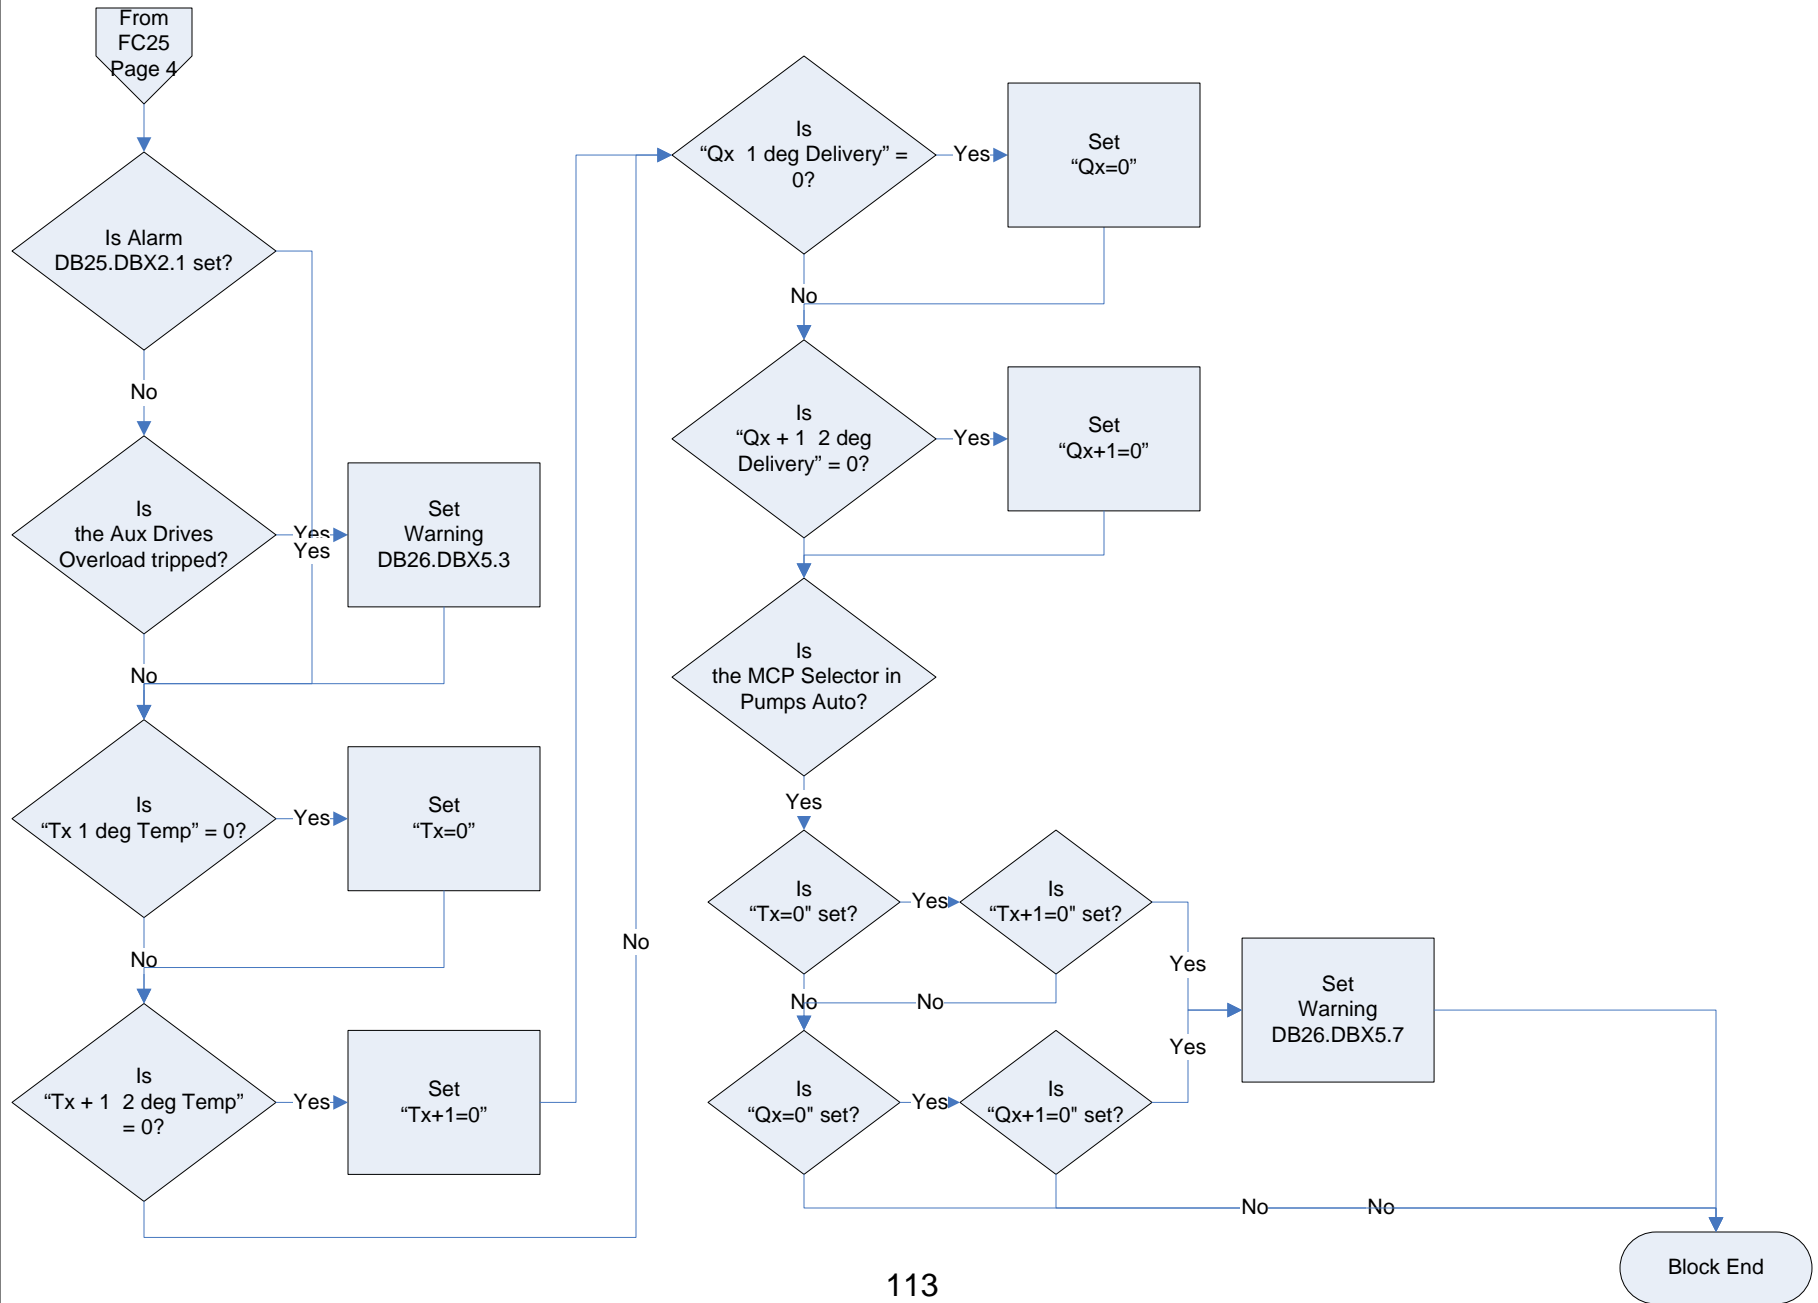 From
FC25
Page 4
Is Alarm
DB25.DBX2.1 set?
No
Is
the Aux Drives
Overload tripped?
Yes
Yes
Set
Warning
DB26.DBX5.3
No
Is
“Tx 1 deg Temp” = 0?
Yes
Set
“Tx=0”
No
Is
“Tx + 1  2 deg Temp”
= 0?
Yes
Set
“Tx+1=0”
No
Is
“Qx  1 deg Delivery” =
0?
Yes
Set
“Qx=0”
No
Is
“Qx + 1  2 deg
Delivery” = 0?
Yes
Set
“Qx+1=0”
Is
the MCP Selector in
Pumps Auto?
Yes
Is
“Tx=0" set?
Yes
Is
“Tx+1=0" set?
Yes
No
No
Is
“Qx=0" set?
Yes
Is
“Qx+1=0" set?
Yes
Set
Warning
DB26.DBX5.7
No
No
Block End
113